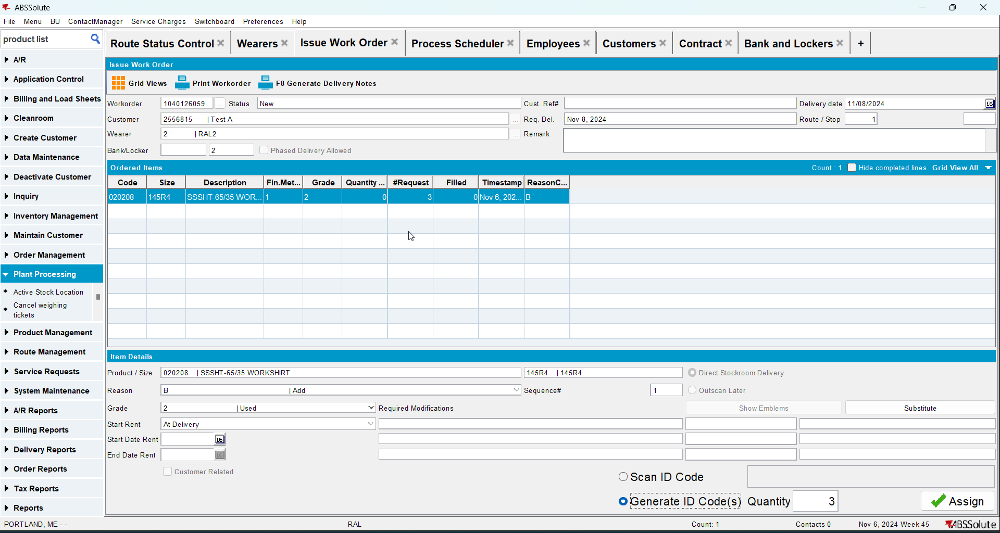 ABSSolute
File Menu BU ContactManager Service Charges Switchboard Preferences Help
product list
Route Status Control Wearers Issue Work Order Process Scheduler Employees Customers Contract Bank and Lockers +
A/R
Application Control
Billing and Load Sheets
Cleanroom
Create Customer
Data Maintenance
Deactivate Customer
Inquiry
Inventory Management
Maintain Customer
Order Management
Plant Processing
Active Stock Location
Cancel weighing
tickets
Product Management
Route Management
Service Requests
System Maintenance
A/R Reports
Billing Reports
Delivery Reports
Order Reports
Tax Reports
Reports
Issue Work Order
Grid Views Print Workorder F8 Generate Delivery Notes
Workorder 1040126059 ... Status New Cust. Ref# Delivery date 11/08/2024 16
Customer 2556815 | Test A ... Req. Del. Nov 8, 2024 Route / Stop 1
Wearer 2 | RAL2 ... Remark
Bank/Locker 2 Phased Delivery Allowed
Ordered Items Count : 1 Hide completed lines Grid View All
Code Size Description Fin.Met... Grade Quantity ... #Request Filled Timestamp ReasonC...
020208 145R4 SSSHT-65/35 WOR... 1 2 0 3 0 Nov 6, 202... B
Item Details
Product / Size 020208 | SSSHT-65/35 WORKSHIRT 145R4 | 145R4 Direct Stockroom Delivery
Reason B | Add Sequence# 1 Outscan Later
Grade 2 | Used Required Modifications Show Emblems Substitute
Start Rent At Delivery
Start Date Rent 16
End Date Rent 16
Customer Related
Scan ID Code
Generate ID Code(s) Quantity 3 Assign
PORTLAND, ME - - RAL Count: 1 Contacts 0 Nov 6, 2024 Week 45 ABSSolute